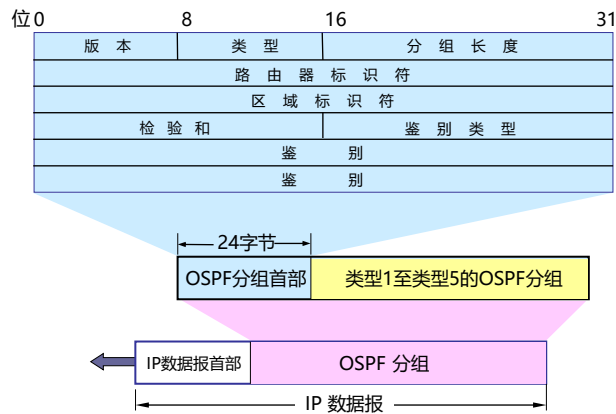 位 0 8 16 31
版 本 类 型 分 组 长 度
路 由 器 标 识 符
区 域 标 识 符
检 验 和 鉴 别 类 型
鉴 别
鉴 别
24字节
OSPF分组首部 类型1至类型5的OSPF分组
IP数据报首部 OSPF 分组
IP 数据报